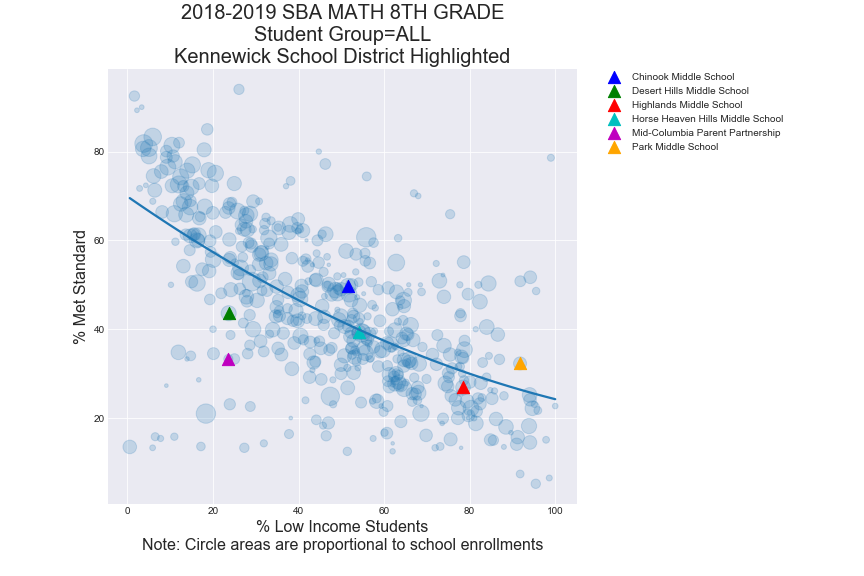 2018-2019 SBA MATH 8TH GRADE
Student Group=ALL
Kennewick School District Highlighted
Chinook Middle School
Desert Hills Middle School
Highlands Middle School
Horse Heaven Hills Middle School
Mid-Columbia Parent Partnership
Park Middle School
% Met Standard
80
60
40
20
0 20 40 60 80 100
% Low Income Students
Note: Circle areas are proportional to school enrollments